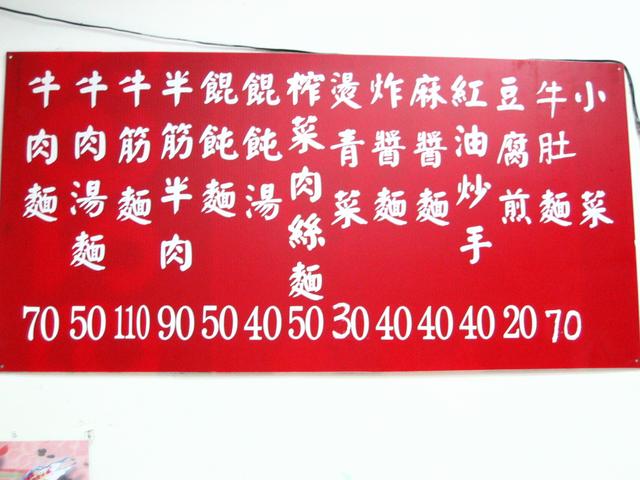 牛肉麵 70
牛肉湯麵 50
牛筋麵 110
半筋半肉 90
餛飩麵 50
餛飩湯 40
榨菜肉絲麵 50
燙青菜 30
炸醬麵 40
麻醬麵 40
紅油炒手 40
豆腐煎 20
牛肚麵 70
小菜